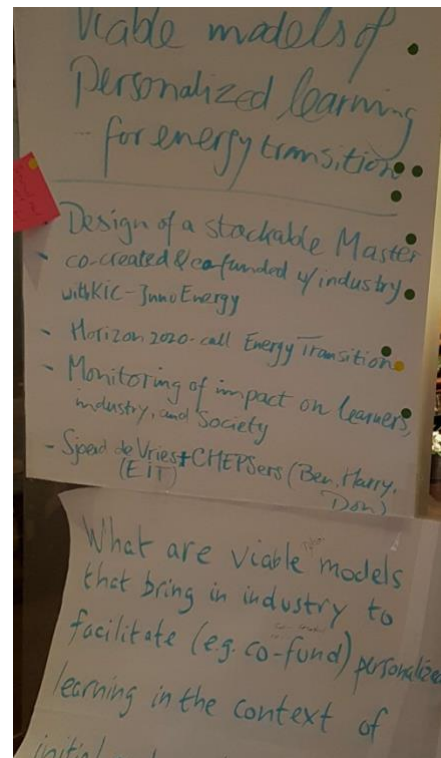 Viable models of
Personalized learning
- for energy transition
Design of a stackable Master
- co-created & co-funded w/ industry
with KIC-InnoEnergy
- Horizon 2020-call Energy Transition
- Monitoring of impact on learners,
industry, and Society
- Sjoerd de Vries + CHEPSers (Ben, Harry,
(EIT) Don)
What are viable models
that bring in industry to
facilitate (e.g. co-fund) personalized
learning in the context of
initial